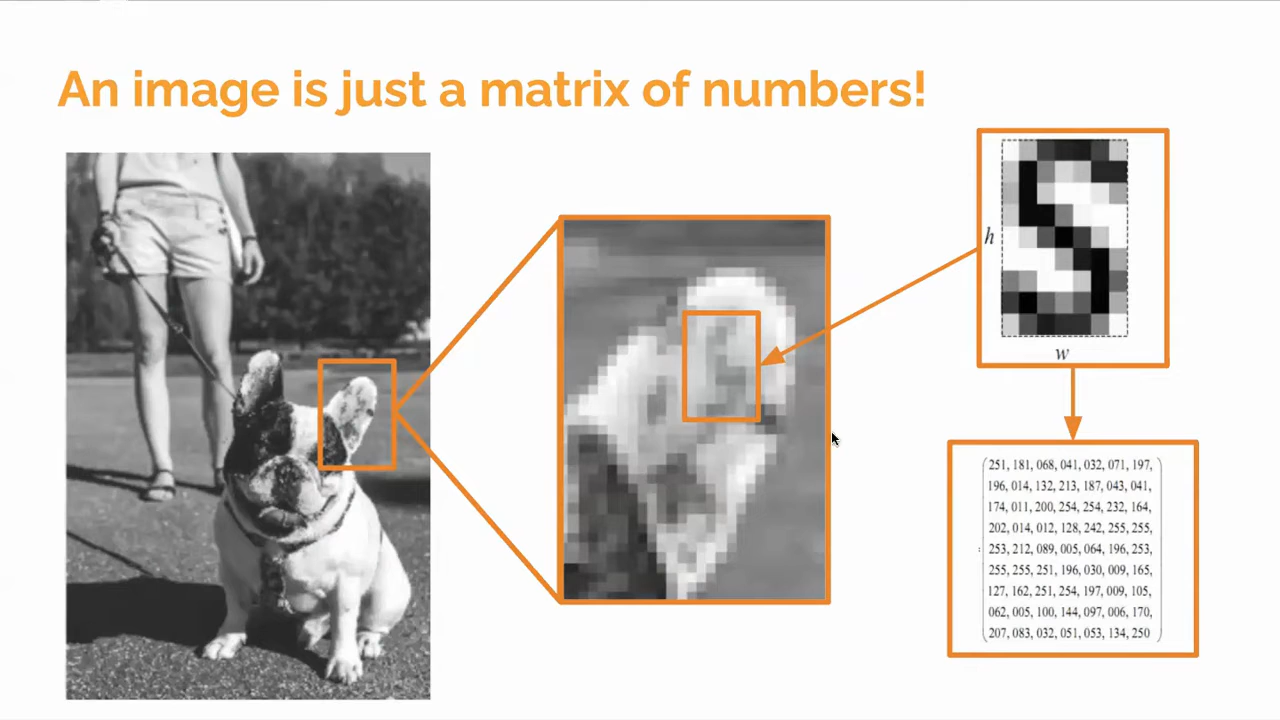 An image is just a matrix of numbers!
h
w
251, 181, 068, 041, 032, 071, 197,
196, 014, 132, 213, 187, 043, 041,
174, 011, 200, 254, 254, 232, 164,
202, 014, 012, 128, 242, 255, 255,
253, 212, 089, 005, 064, 196, 253,
255, 255, 251, 196, 030, 009, 165,
127, 162, 251, 254, 197, 009, 105,
062, 005, 100, 144, 097, 006, 170,
207, 083, 032, 051, 053, 134, 250